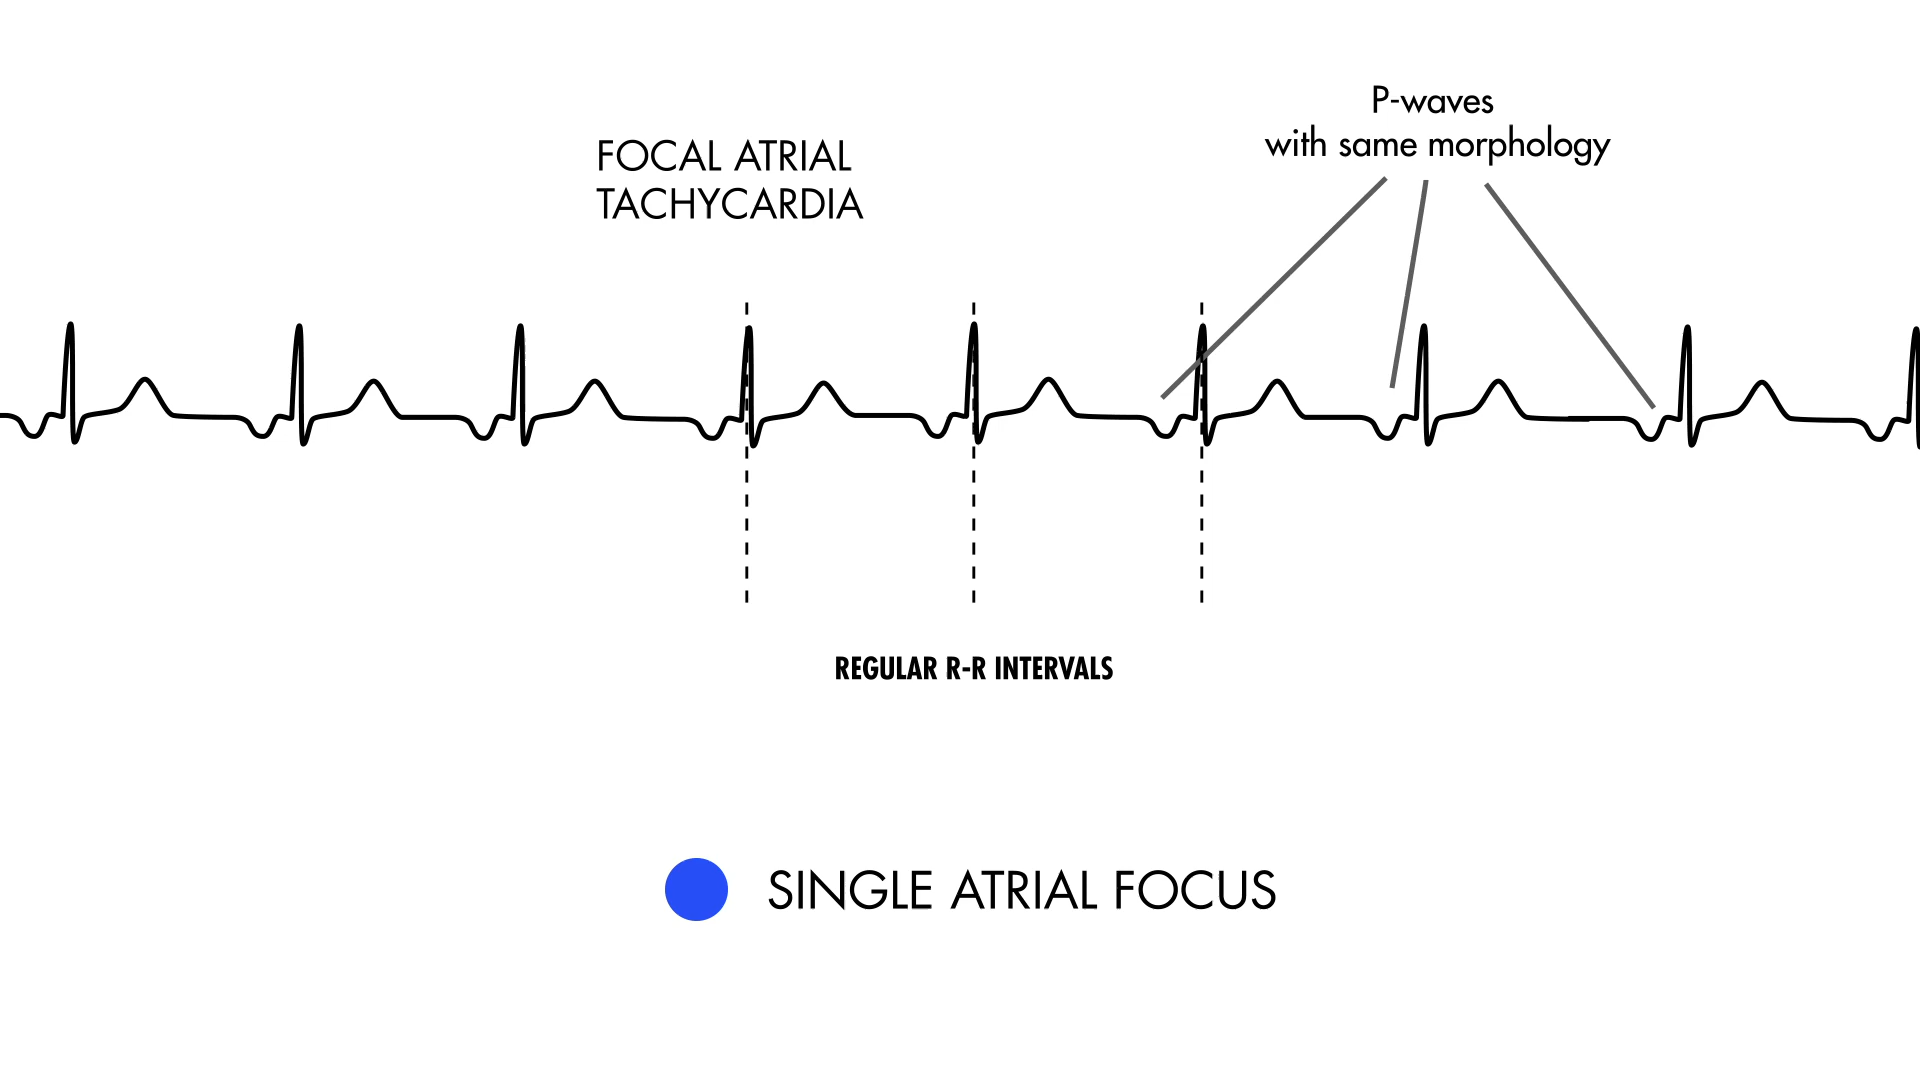 P-waves
with same morphology
FOCAL ATRIAL
TACHYCARDIA
REGULAR R-R INTERVALS
SINGLE ATRIAL FOCUS